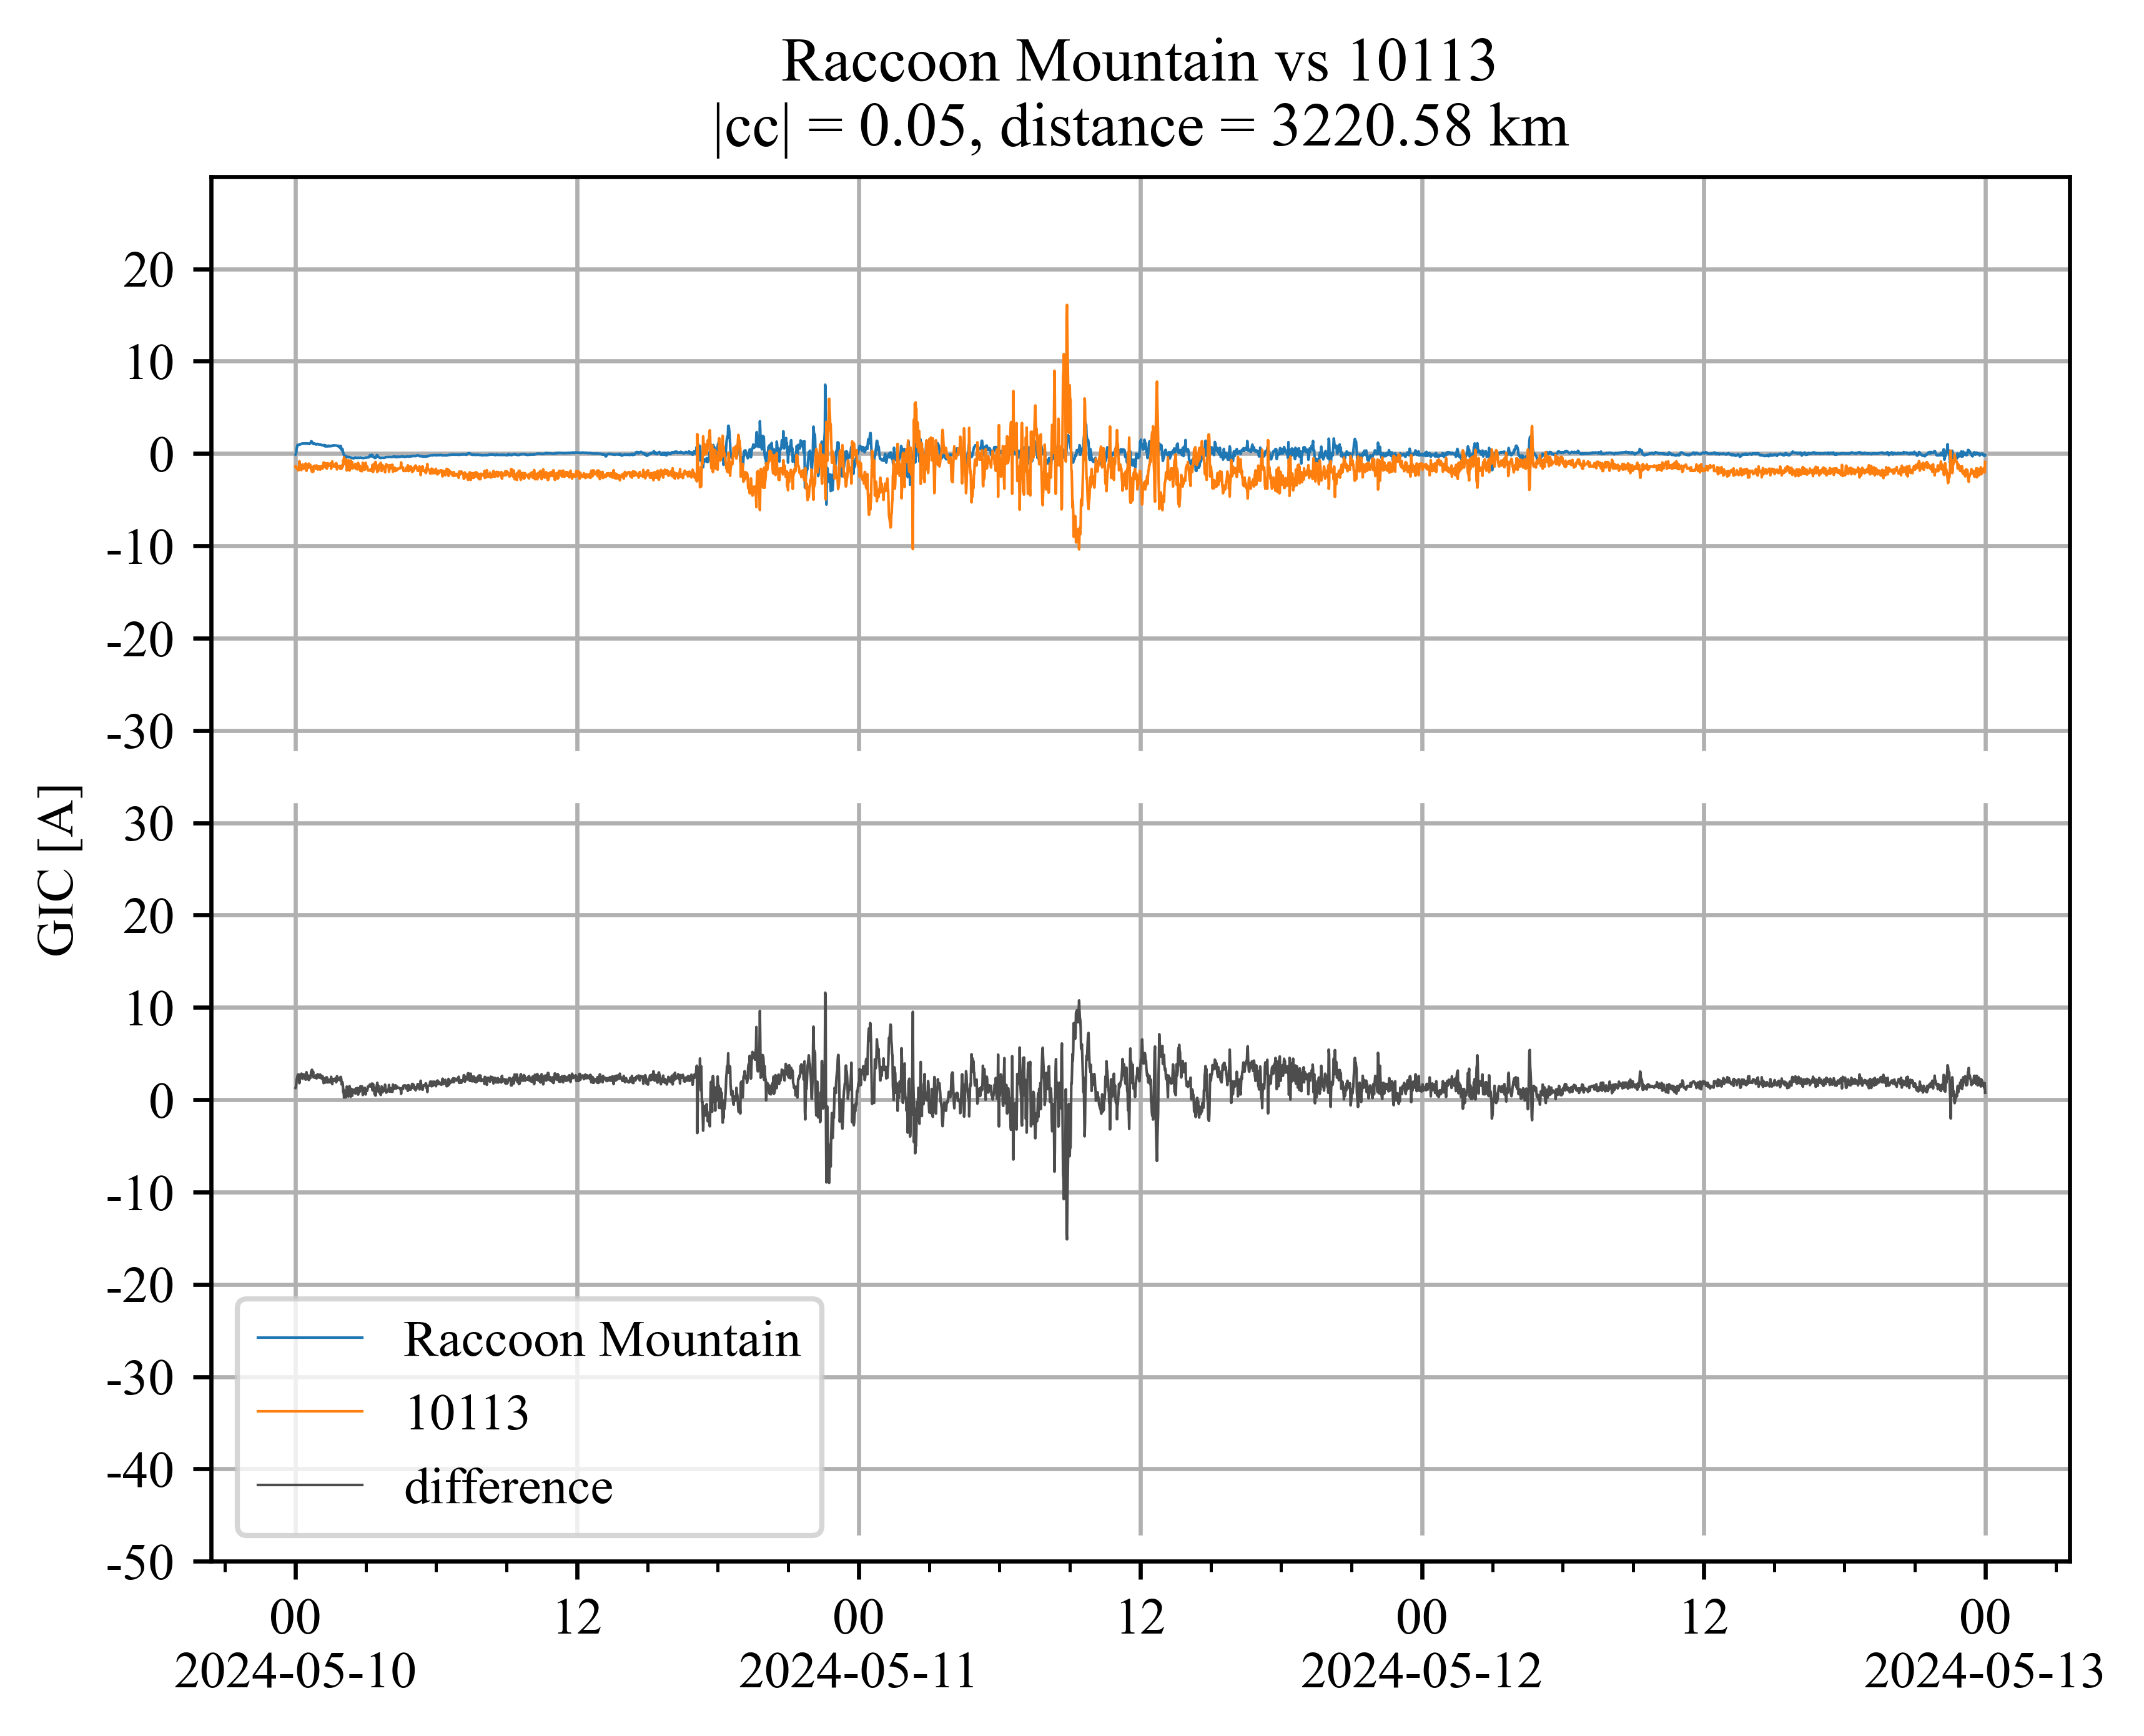 Raccoon Mountain vs 10113
|cc| = 0.05, distance = 3220.58 km
GIC [A]
20
10
0
-10
-20
-30
30
20
10
0
-10
-20
-30
-40
-50
Raccoon Mountain
10113
difference
00 12 00 12 00 12 00
2024-05-10 2024-05-11 2024-05-12 2024-05-13